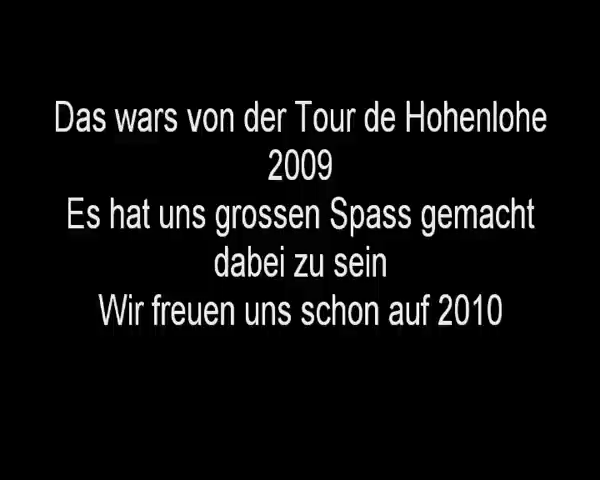 Das wars von der Tour de Hohenlohe
2009
Es hat uns grossen Spass gemacht
dabei zu sein
Wir freuen uns schon auf 2010